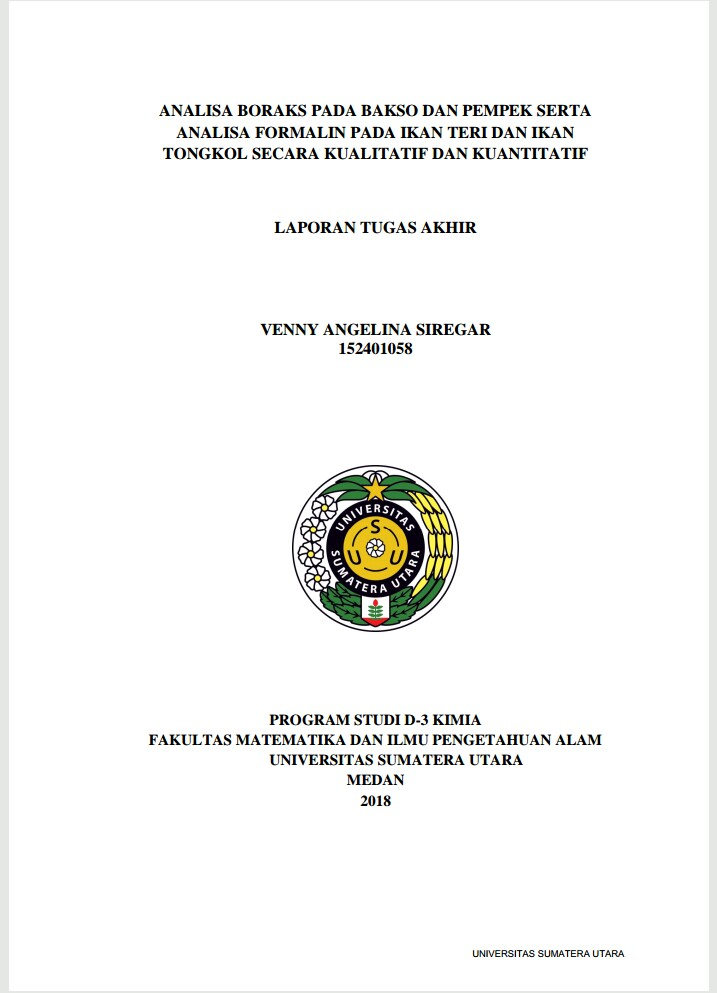 ANALISA BORAKS PADA BAKSO DAN PEMPEK SERTA
ANALISA FORMALIN PADA IKAN TERI DAN IKAN
TONGKOL SECARA KUALITATIF DAN KUANTITATIF
LAPORAN TUGAS AKHIR
VENNY ANGELINA SIREGAR
152401058
UNIVERSITAS
S
U U
SUMATERA UTARA
PROGRAM STUDI D-3 KIMIA
FAKULTAS MATEMATIKA DAN ILMU PENGETAHUAN ALAM
UNIVERSITAS SUMATERA UTARA
MEDAN
2018
UNIVERSITAS SUMATERA UTARA